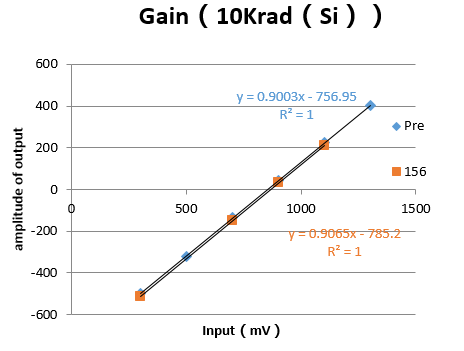 Gain（10Krad（Si））
600
400
200
0
-200
-400
-600
0
500
1000
1500
amplitude of output
Input（mV）
y = 0.9003x - 756.95
R² = 1
y = 0.9065x - 785.2
R² = 1
Pre
156